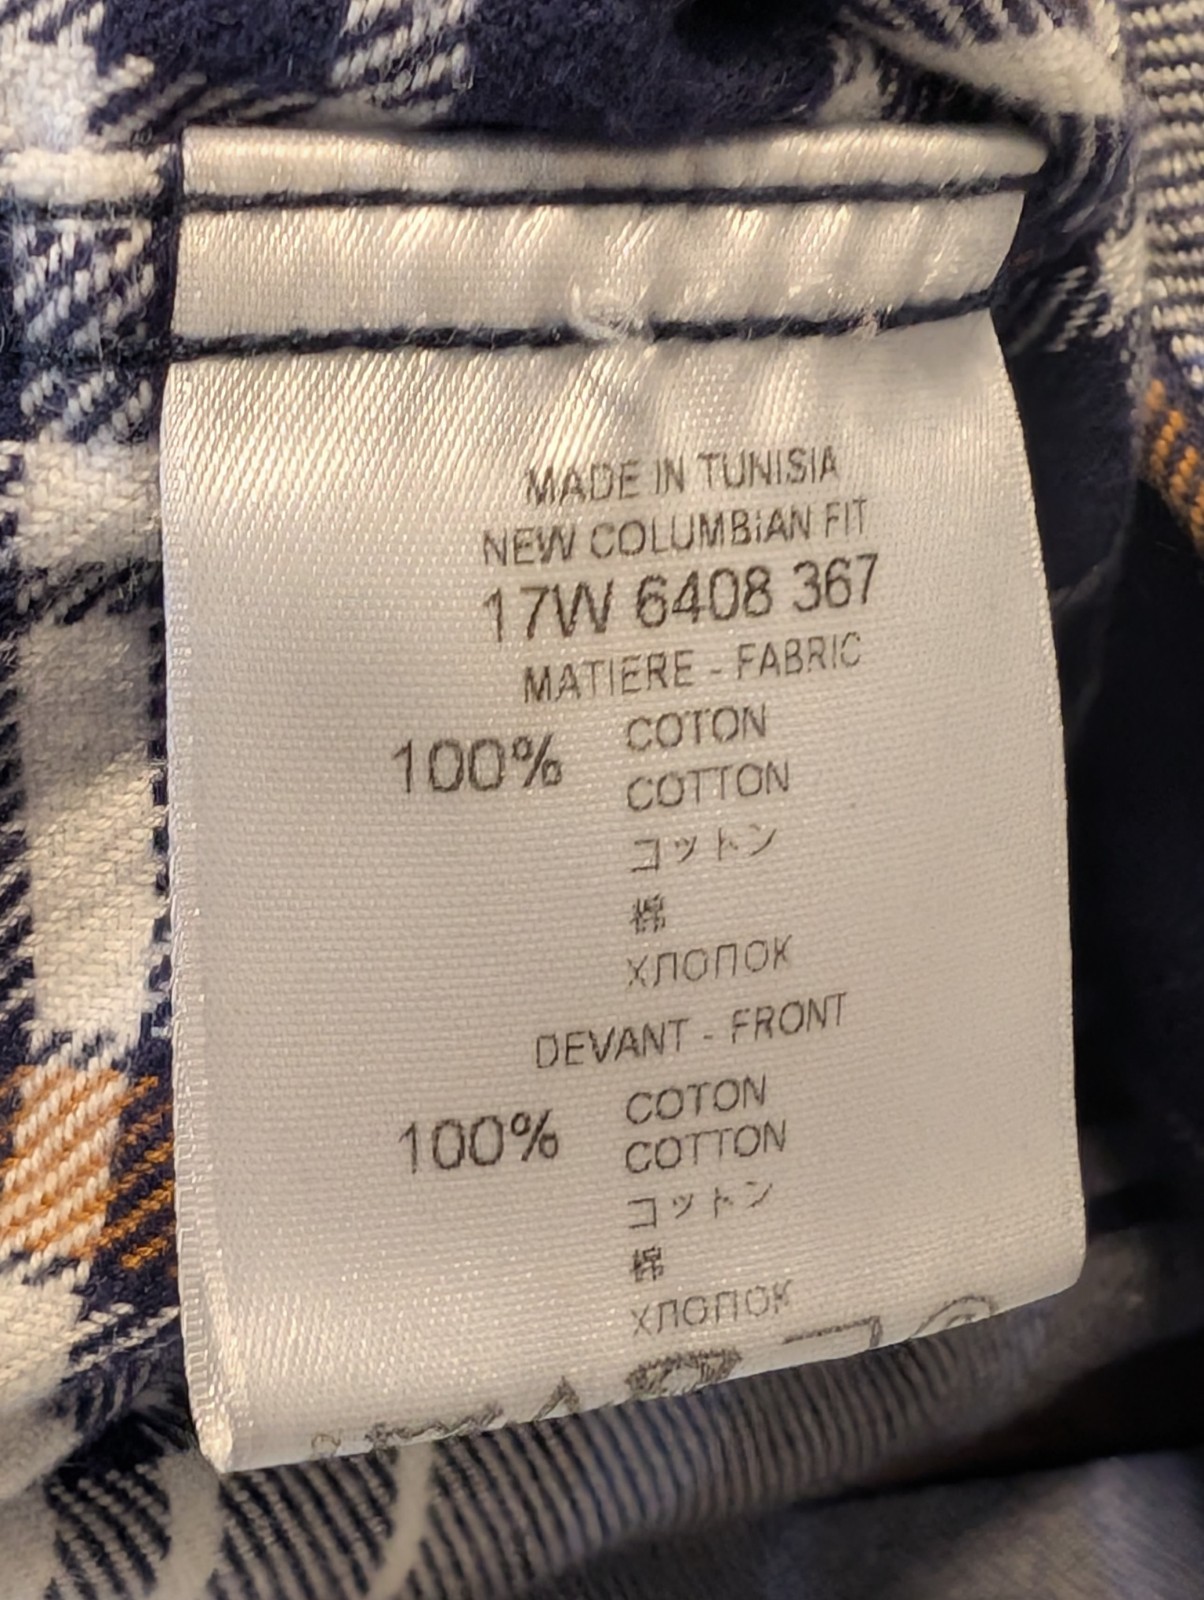 MADE IN TUNISIA
NEW COLUMBIAN FIT
17W 6408 367
MATIERE - FABRIC
100% COTON
COTTON
コットン
棉
ХЛОПОК
DEVANT - FRONT
100% COTON
COTTON
コットン
棉
ХЛОПОК